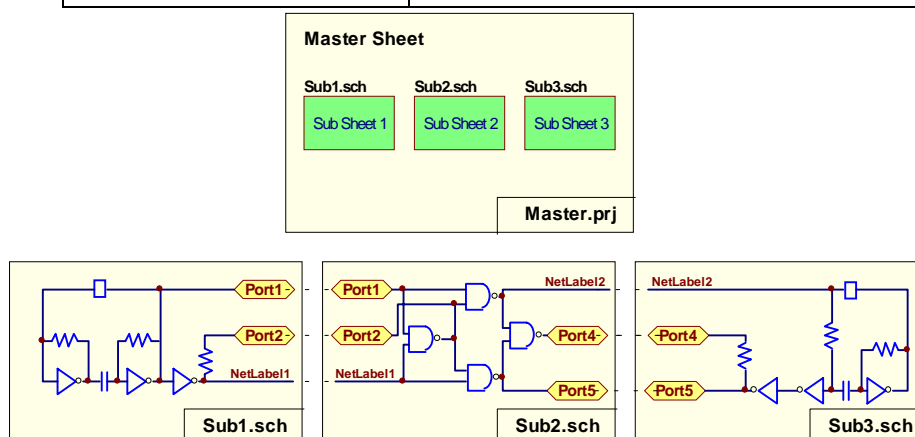 Master Sheet
Sub1.sch Sub2.sch Sub3.sch
Sub Sheet 1 Sub Sheet 2 Sub Sheet 3
Master.prj
Port1 Port1 NetLabel2 NetLabel2
Port2 Port2 Port4 Port4
NetLabel1 NetLabel1 Port5 Port5
Sub1.sch Sub2.sch Sub3.sch